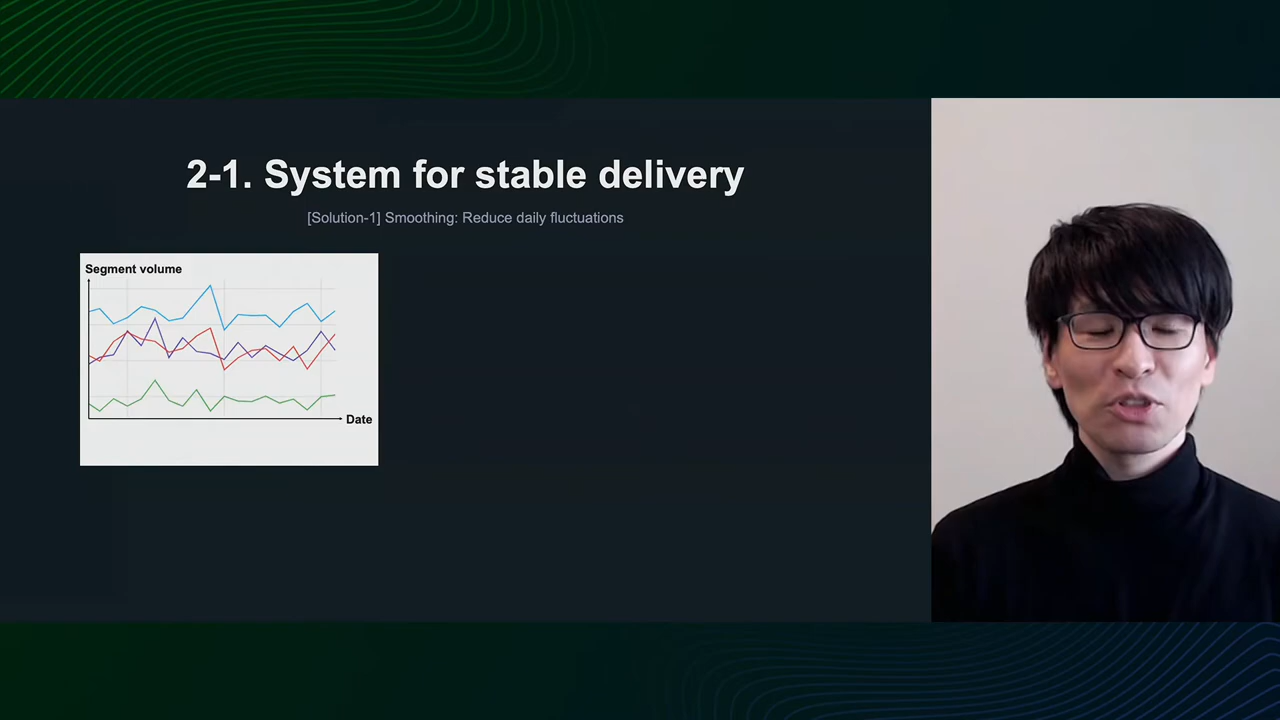 2-1. System for stable delivery
[Solution-1] Smoothing: Reduce daily fluctuations
Segment volume
Date